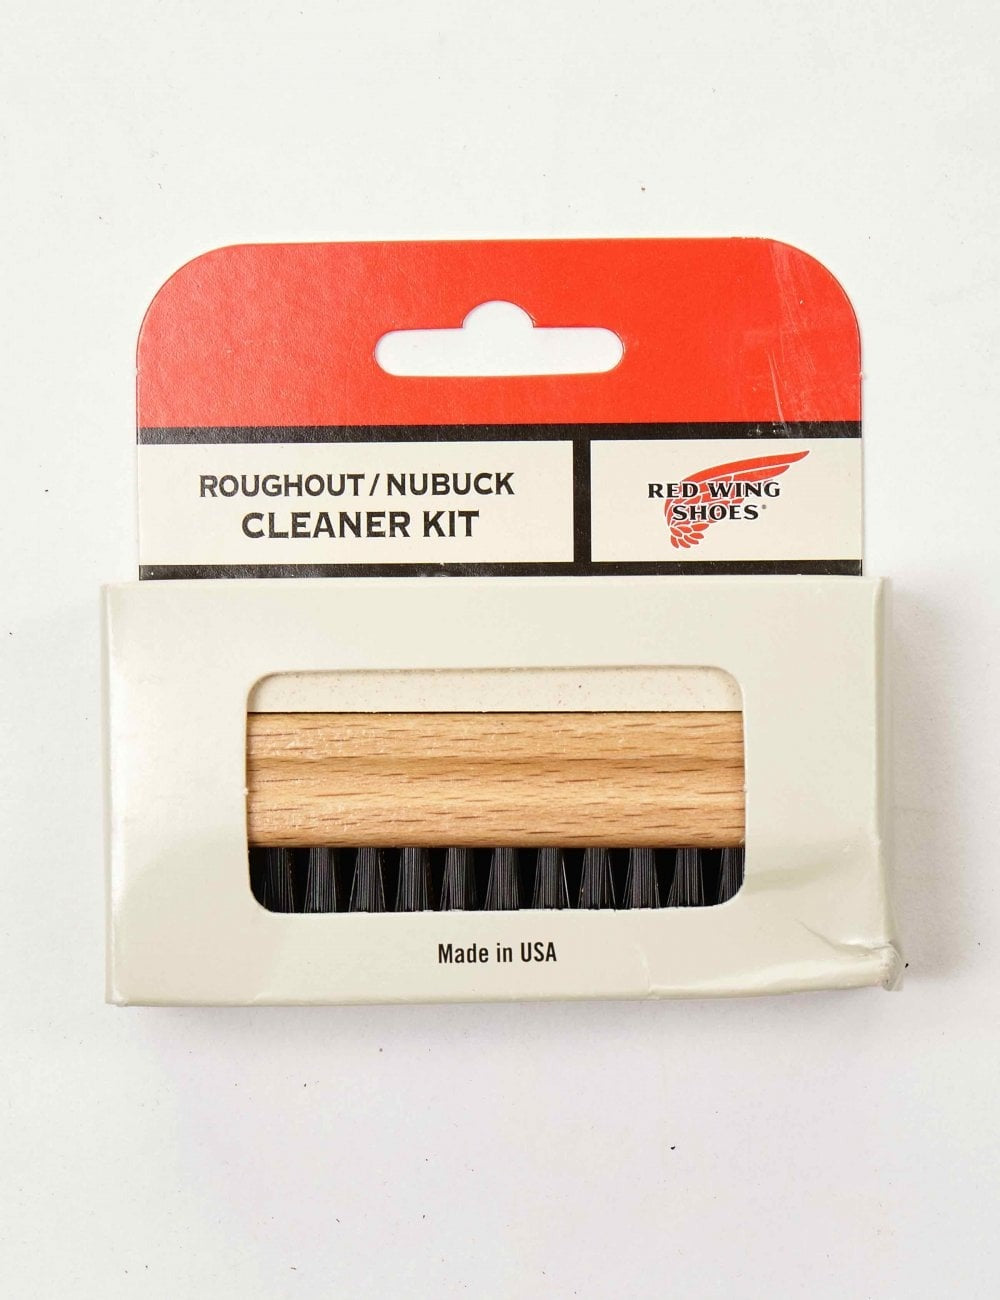 ROUGHOUT / NUBUCK
CLEANER KIT
RED WING
SHOES®
Made in USA